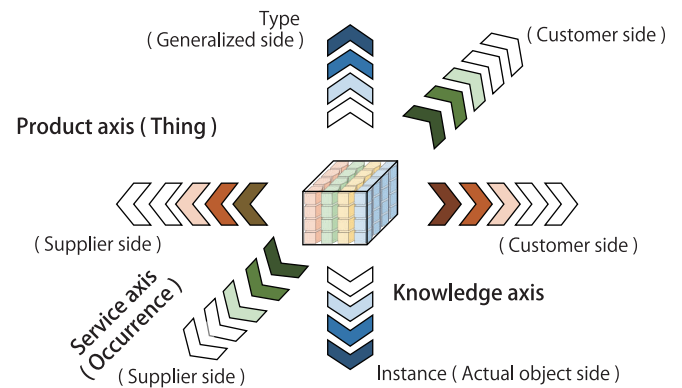 Type
( Generalized side )
( Customer side )
Product axis ( Thing )
( Supplier side )
( Customer side )
Service axis
( Occurrence )
Knowledge axis
( Supplier side )
Instance ( Actual object side )